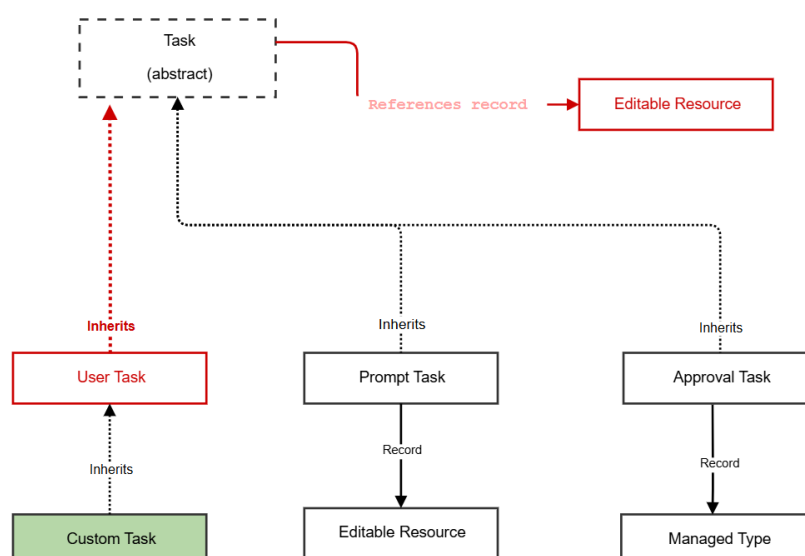 Task
(abstract)
References record
Editable Resource
Inherits
Inherits
Inherits
User Task
Prompt Task
Approval Task
Inherits
Record
Record
Custom Task
Editable Resource
Managed Type